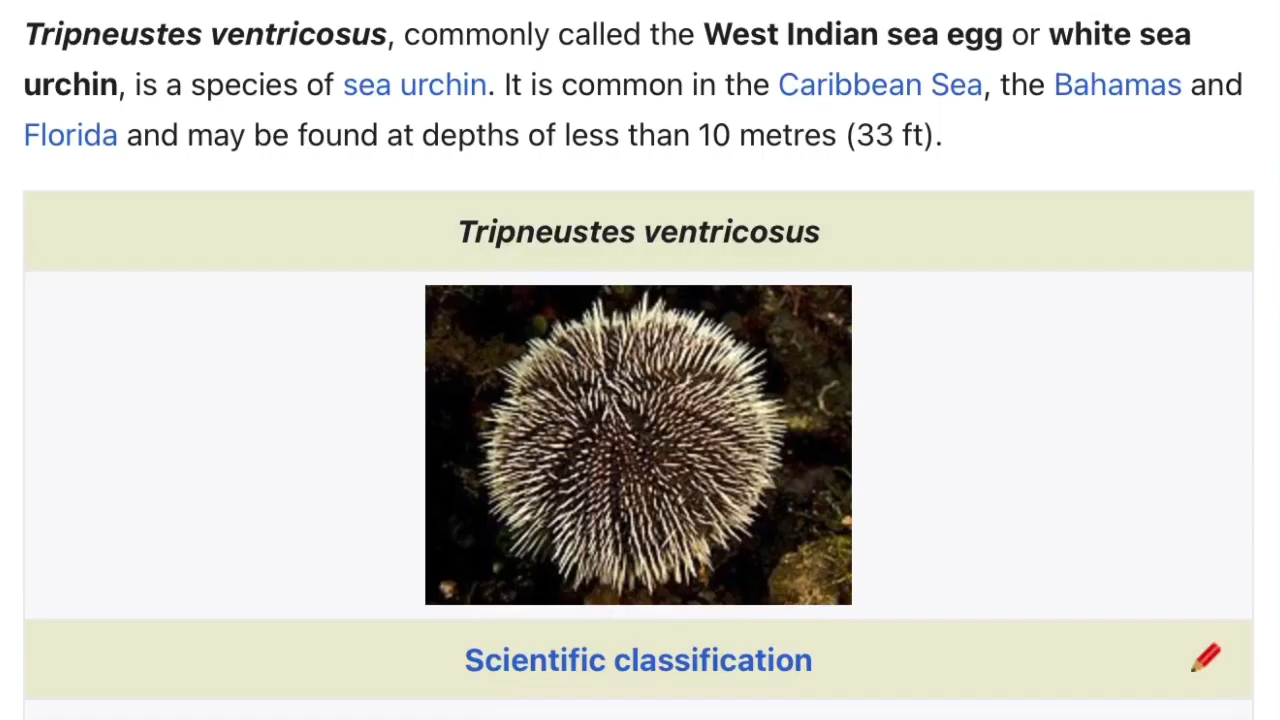 Tripneustes ventricosus, commonly called the West Indian sea egg or white sea
urchin, is a species of sea urchin. It is common in the Caribbean Sea, the Bahamas and
Florida and may be found at depths of less than 10 metres (33 ft).
Tripneustes ventricosus
Scientific classification